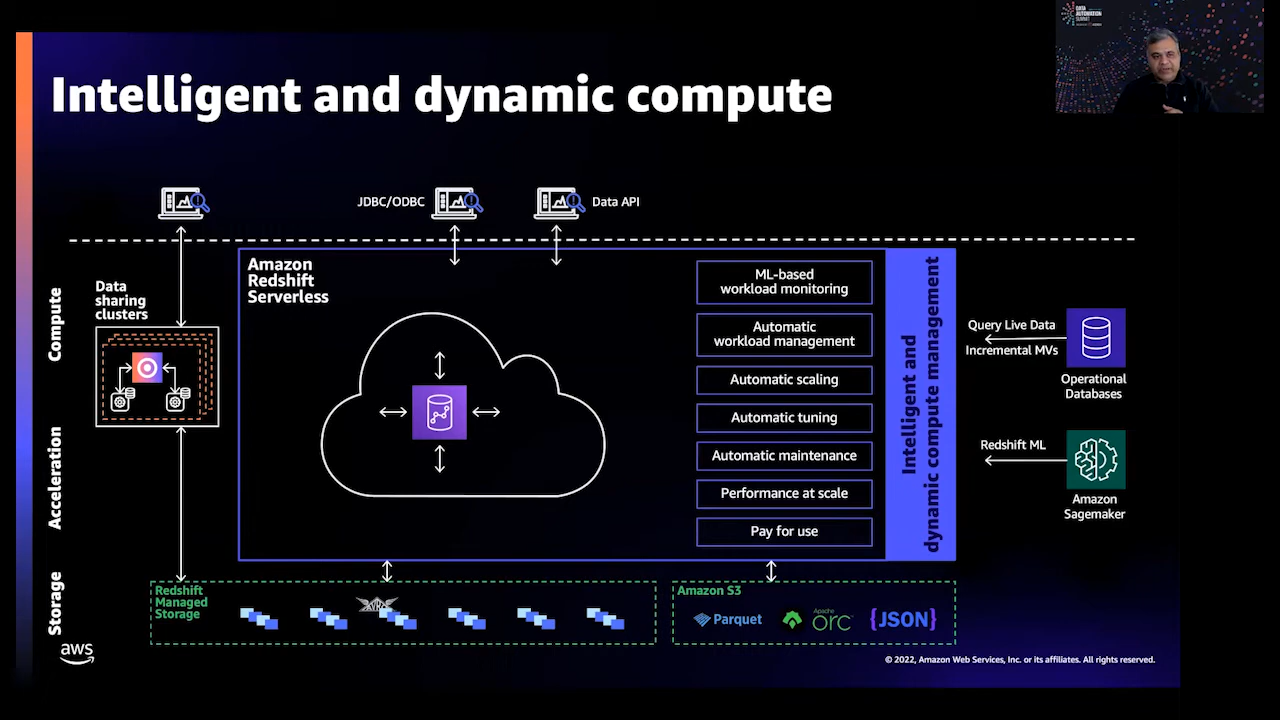 DATA
AUTOMATION
SUMMIT
Intelligent and dynamic compute
JDBC/ODBC
Data API
Compute
Acceleration
Storage
Data
sharing
clusters
Amazon
Redshift
Serverless
ML-based
workload monitoring
Automatic
workload management
Automatic scaling
Automatic tuning
Automatic maintenance
Performance at scale
Pay for use
Intelligent and
dynamic compute management
Query Live Data
Incremental MVs
Operational
Databases
Redshift ML
Amazon
Sagemaker
Redshift
Managed
Storage
Amazon S3
Parquet
Apache
orc
{JSON}
aws
© 2022, Amazon Web Services, Inc. or its affiliates. All rights reserved.